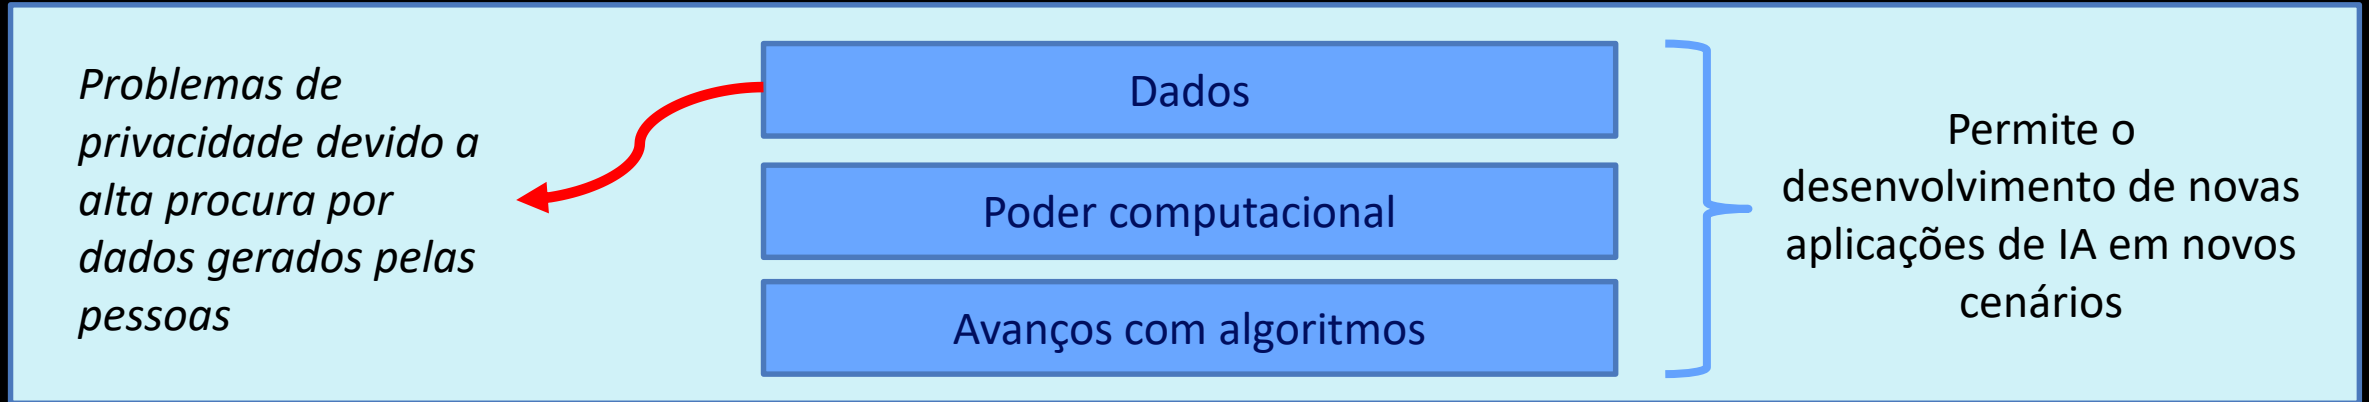 Problemas de
privacidade devido a
alta procura por
dados gerados pelas
pessoas
Dados
Poder computacional
Avanços com algoritmos
Permite o
desenvolvimento de novas
aplicações de IA em novos
cenários